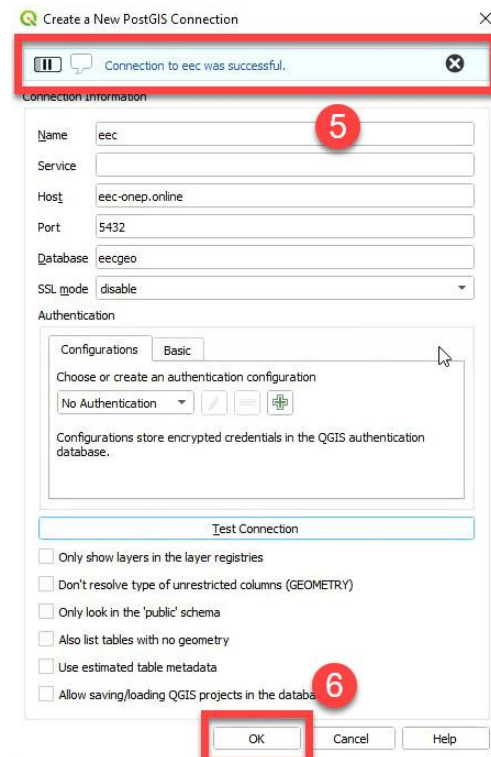 Create a New PostGIS Connection
Connection to eec was successful.
Connection Information
5
Name eec
Service
Host eec-onep.online
Port 5432
Database eecgeo
SSL mode disable
Authentication
Configurations Basic
Choose or create an authentication configuration
No Authentication
Configurations store encrypted credentials in the QGIS authentication
database.
Test Connection
Only show layers in the layer registries
Don't resolve type of unrestricted columns (GEOMETRY)
Only look in the 'public' schema
Also list tables with no geometry
Use estimated table metadata
Allow saving/loading QGIS projects in the
6
OK Cancel Help